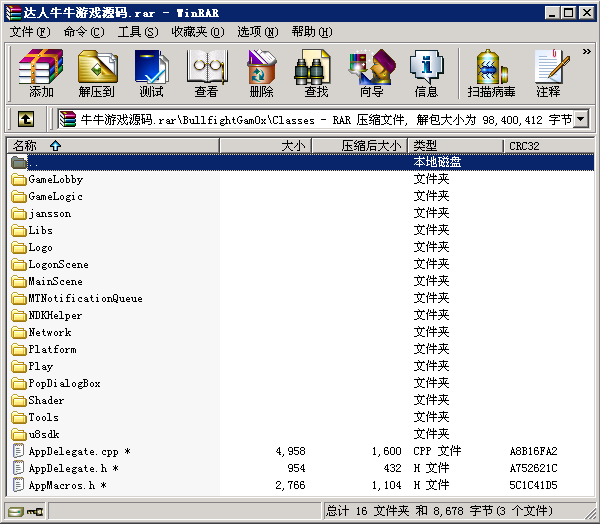 达人牛牛游戏源码.rar - WinRAR
文件(F) 命令(C) 工具(S) 收藏夹(O) 选项(N) 帮助(H)
添加 解压到 测试 查看 删除 查找 向导 信息 扫描病毒 注释 »
牛牛游戏源码.rar\BullfightGamOx\Classes - RAR 压缩文件, 解包大小为 98,400,412 字节
名称 大小 压缩后大小 类型 CRC32
.. 本地磁盘
GameLobby 文件夹
GameLogic 文件夹
jansson 文件夹
Libs 文件夹
Logo 文件夹
LogonScene 文件夹
MainScene 文件夹
MTNotificationQueue 文件夹
NDKHelper 文件夹
Network 文件夹
Platform 文件夹
Play 文件夹
PopDialogBox 文件夹
Shader 文件夹
Tools 文件夹
u8sdk 文件夹
AppDelegate.cpp * 4,958 1,600 CPP 文件 A8B16FA2
AppDelegate.h * 954 432 H 文件 A752621C
AppMacros.h * 2,766 1,104 H 文件 5C1C41D5
总计 16 文件夹 和 8,678 字节(3 个文件)